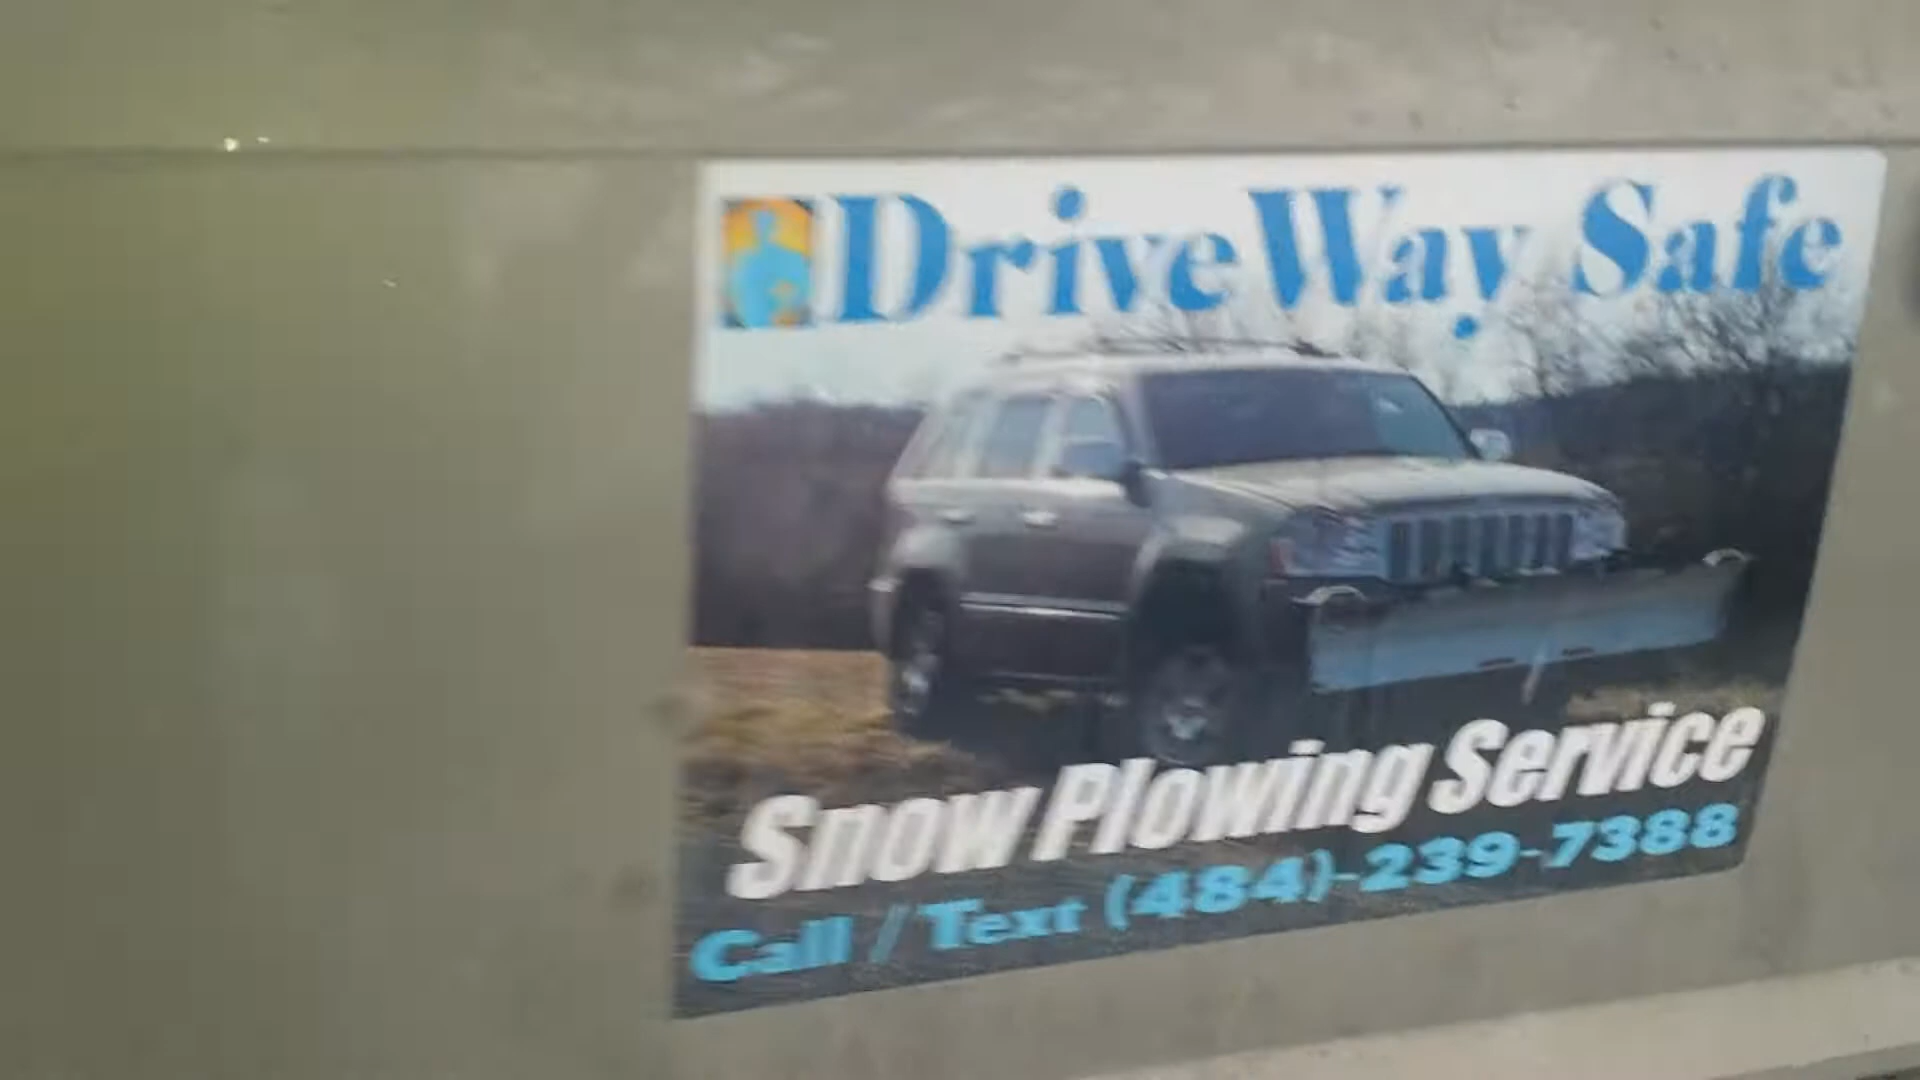 DriveWay Safe
Snow Plowing Service
Call / Text (484)-239-7388